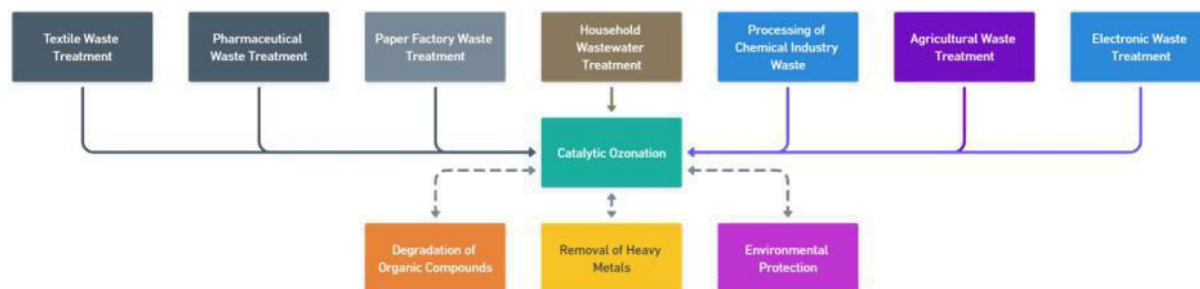 Textile Waste
Treatment
Pharmaceutical
Waste Treatment
Paper Factory Waste
Treatment
Household
Wastewater
Treatment
Processing of
Chemical Industry
Waste
Agricultural Waste
Treatment
Electronic Waste
Treatment
Catalytic Ozonation
Degradation of
Organic Compounds
Removal of Heavy
Metals
Environmental
Protection